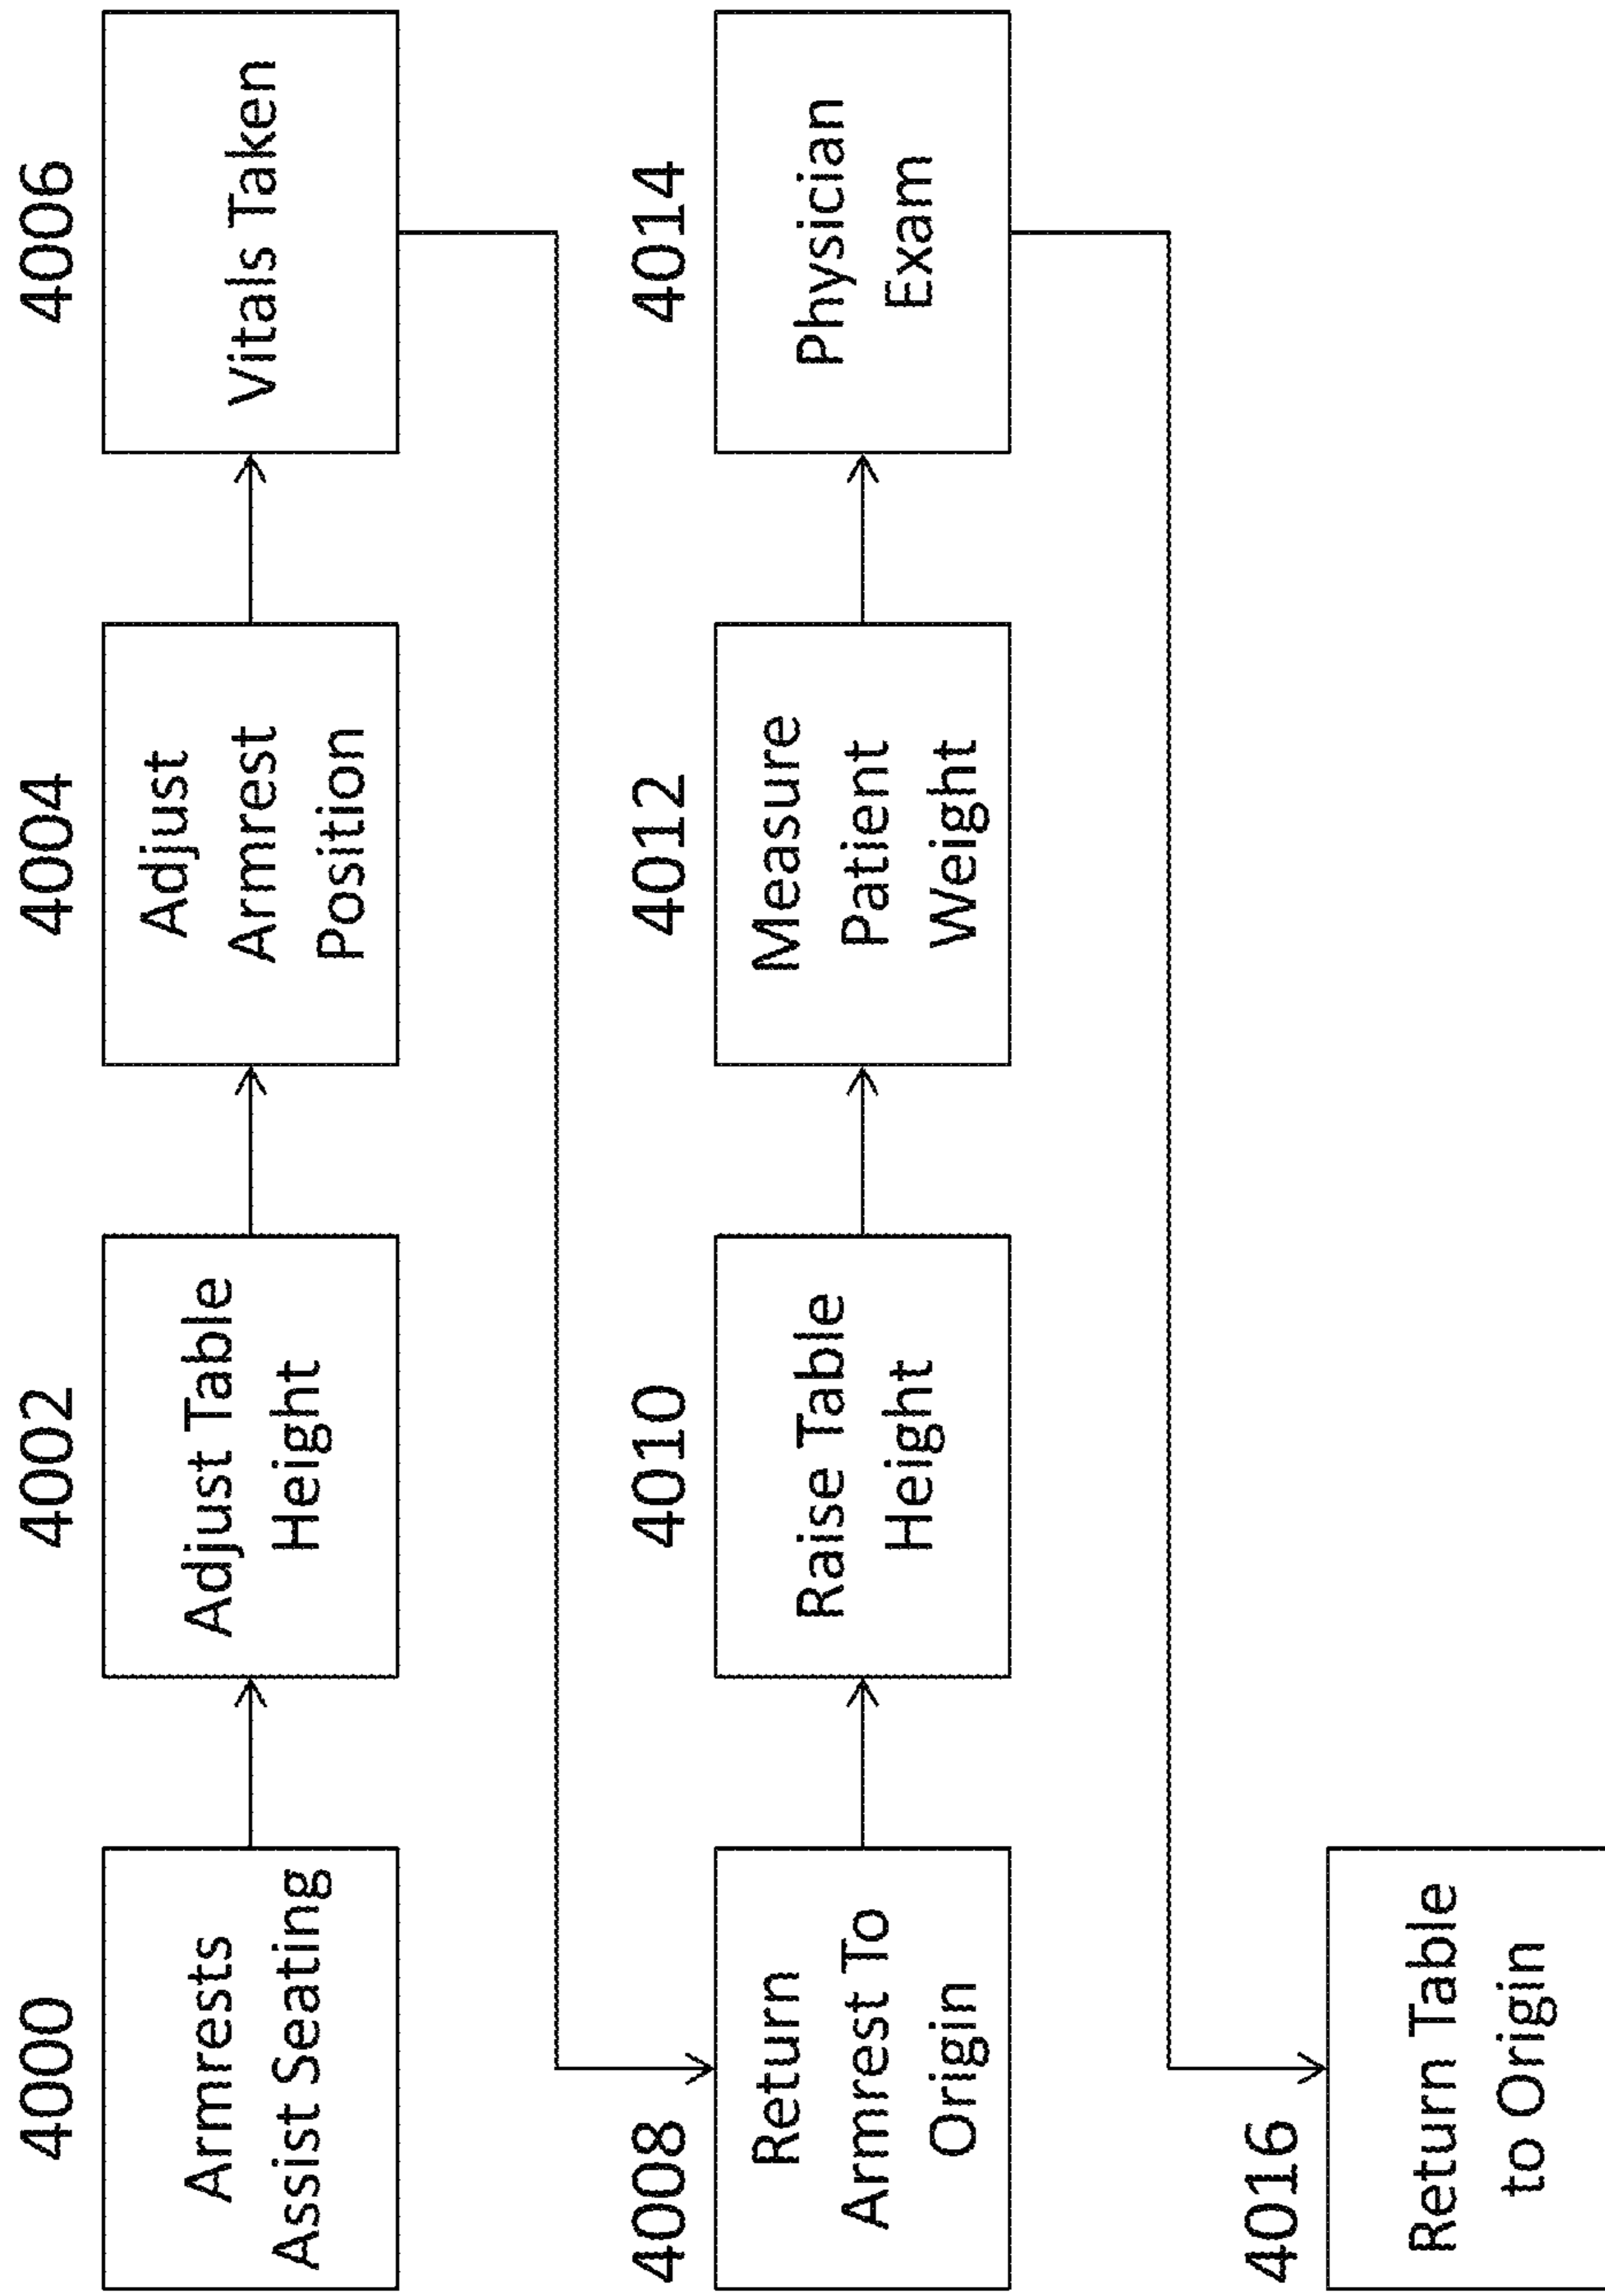 4000
Armrests
Assist Seating
4002
Adjust Table
Height
4004
Adjust
Armrest
Position
4006
Vitals Taken
4008
Return
Armrest To
Origin
4010
Raise Table
Height
4012
Measure
Patient
Weight
4014
Physician
Exam
4016
Return Table
to Origin